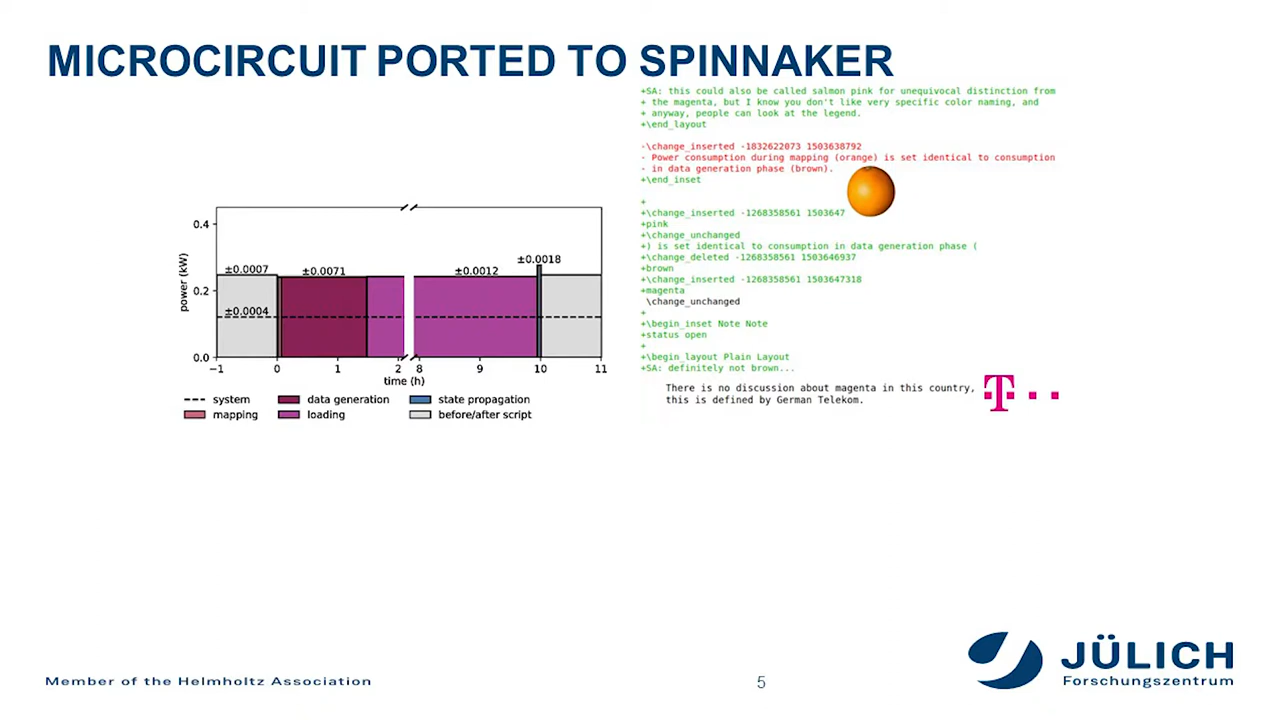 MICROCIRCUIT PORTED TO SPINNAKER
+SA: this could also be called salmon pink for unequivocal distinction from
+ the magenta, but I know you don't like very specific color naming, and
+ anyway, people can look at the legend.
+\end_layout
-\change_inserted -1832622073 1503638792
- Power consumption during mapping (orange) is set identical to consumption
- in data generation phase (brown).
+\end_inset
+
+\change_inserted -1268358561 1503647
+pink
+\change_unchanged
+) is set identical to consumption in data generation phase (
+\change_deleted -1268358561 1503646937
+brown
+\change_inserted -1268358561 1503647318
+magenta
\change_unchanged
+
+\begin_inset Note Note
+status open
+
+\begin_layout Plain Layout
+SA: definitely not brown...
There is no discussion about magenta in this country,
this is defined by German Telekom.
T
power (kW)
0.4
0.2
0.0
±0.0007
±0.0071
±0.0012
±0.0018
±0.0004
−1 0 1 2 8 9 10 11
time (h)
system data generation state propagation
mapping loading before/after script
Member of the Helmholtz Association
5
JÜLICH
Forschungszentrum